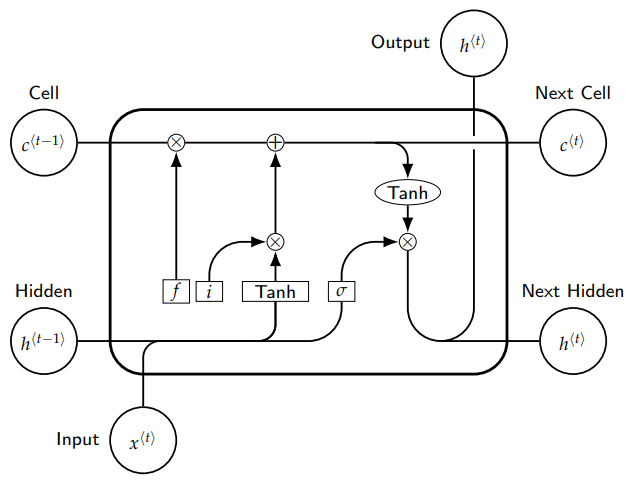 Output
h⟨t⟩
Cell
Next Cell
c⟨t−1⟩
×
+
c⟨t⟩
Tanh
×
×
Hidden
f
i
Tanh
σ
Next Hidden
h⟨t−1⟩
h⟨t⟩
Input
x⟨t⟩